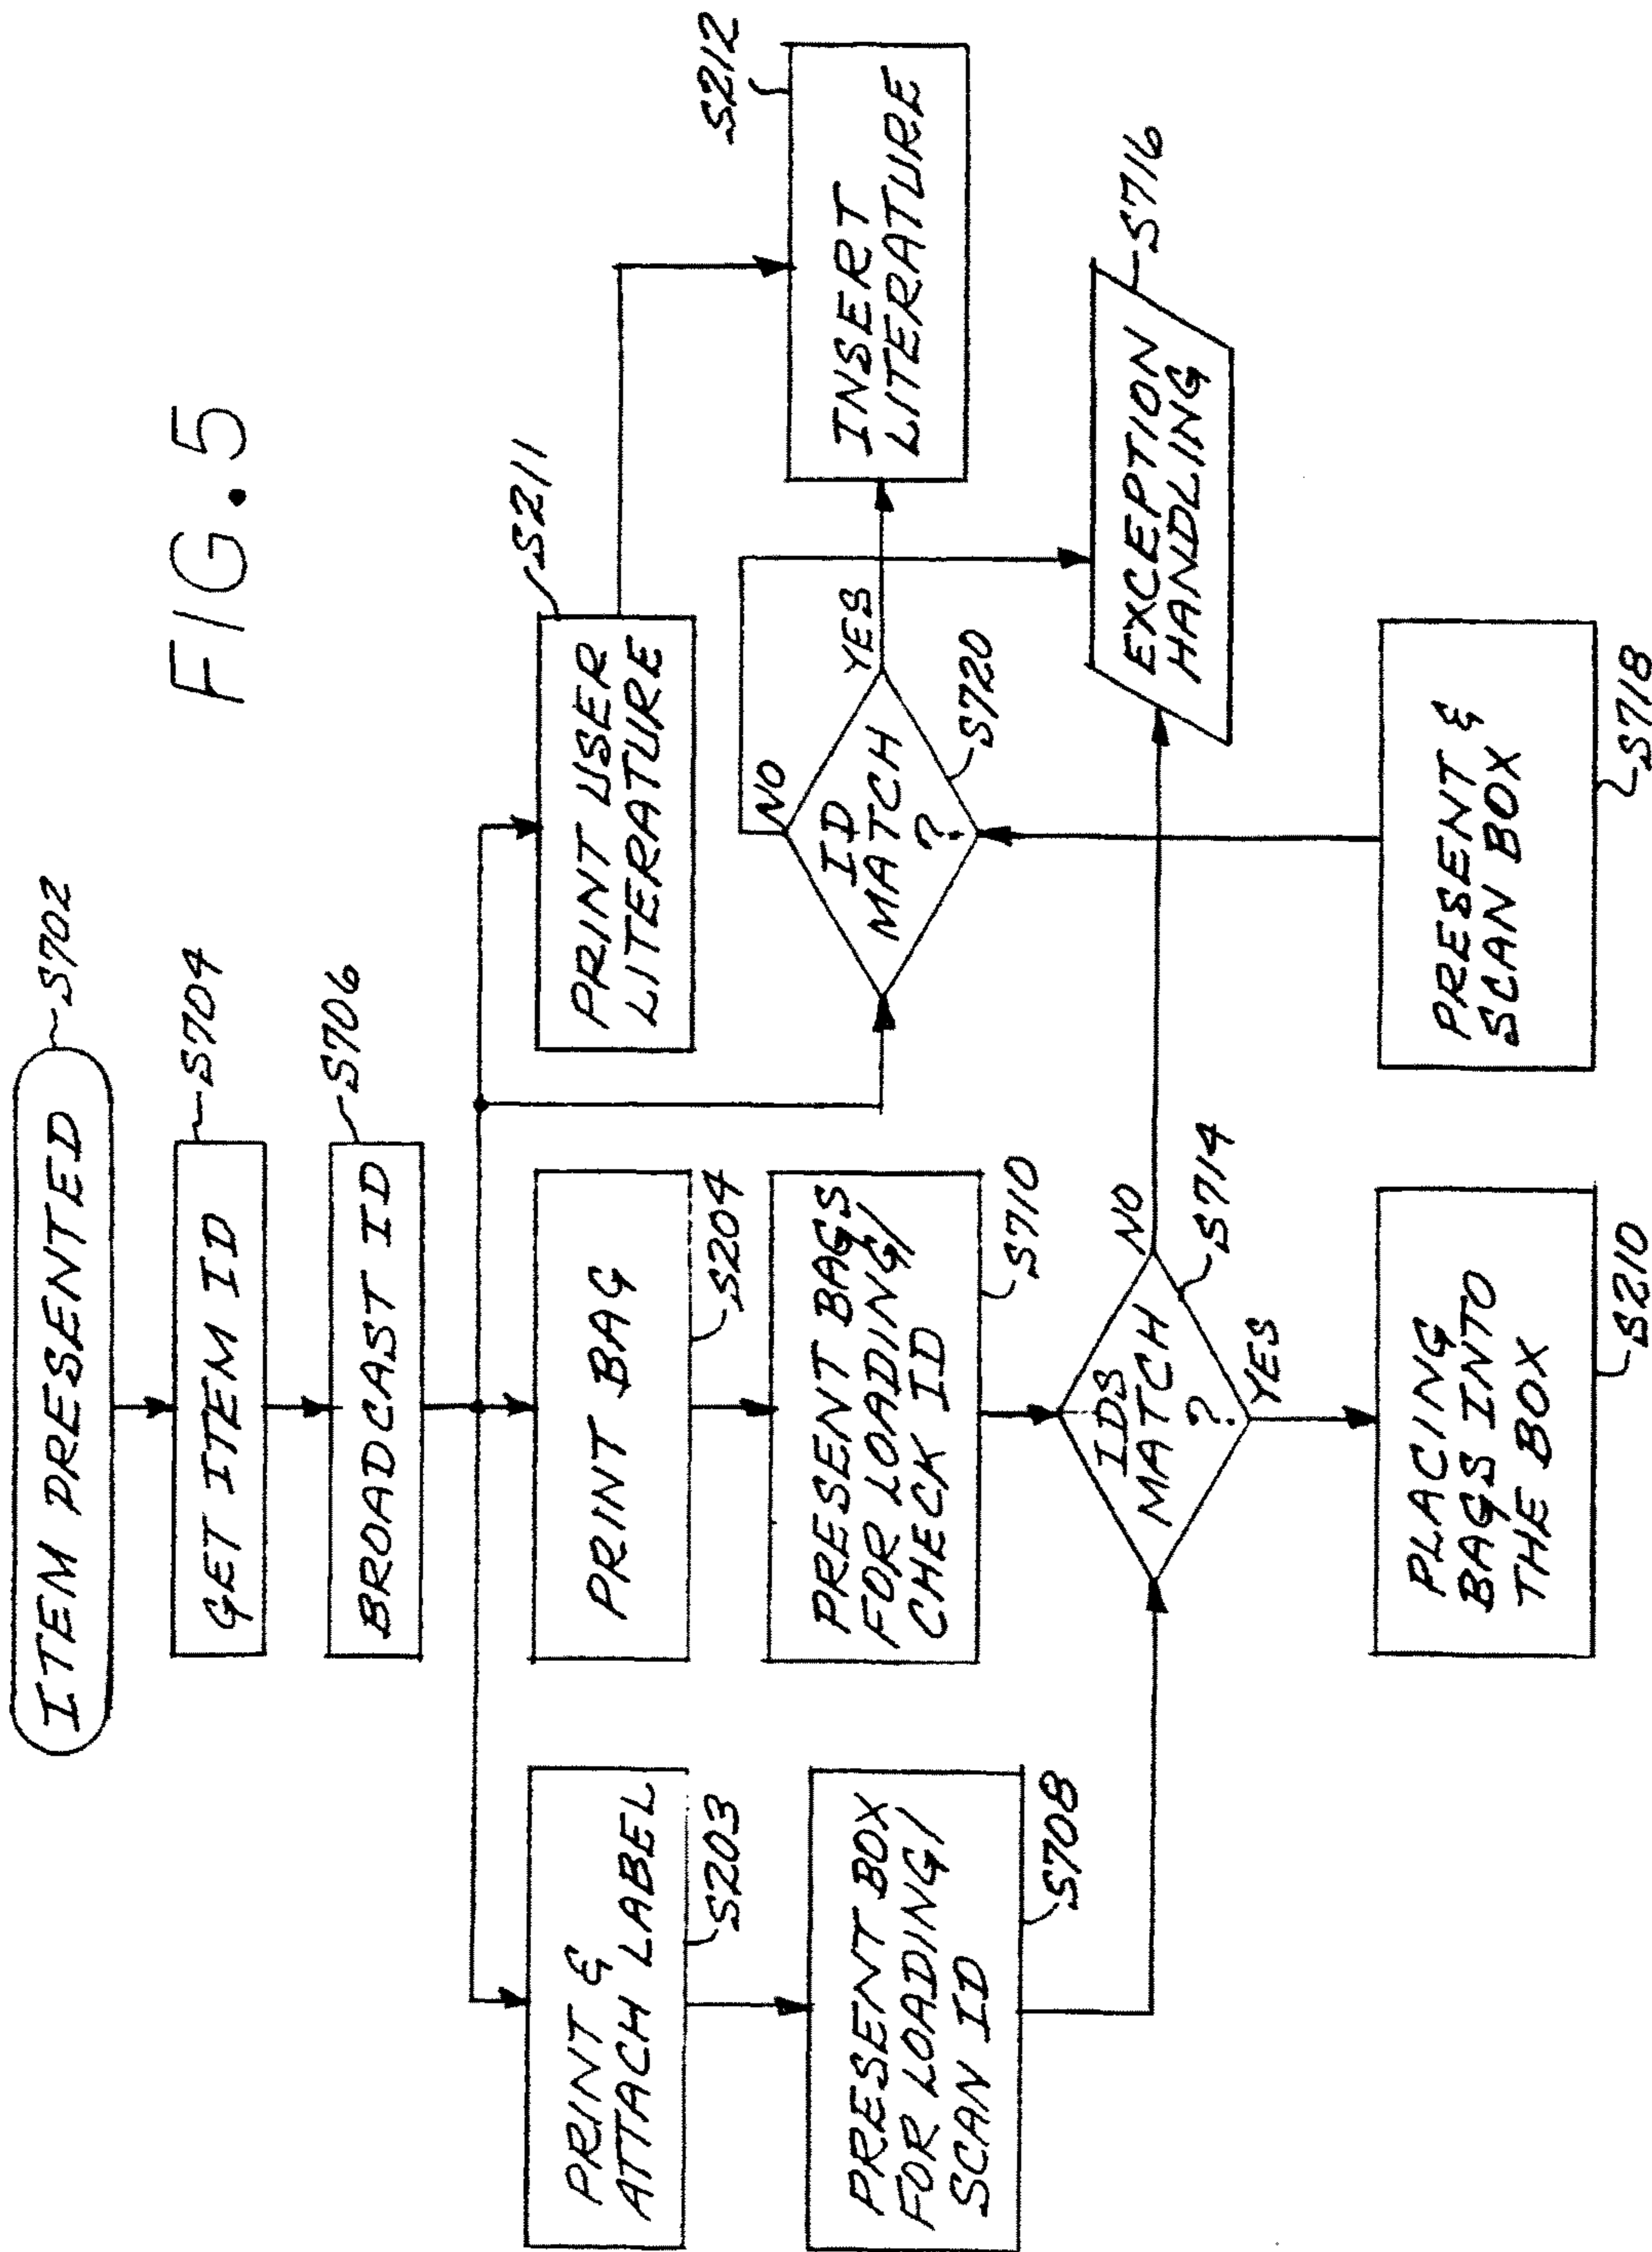 FIG. 5
ITEM PRESENTED
S702
GET ITEM ID
S704
BROADCAST ID
S706
PRINT &
ATTACH LABEL
S203
PRINT BAG
S204
PRINT USER
LITERATURE
S211
PRESENT BOX
FOR LOADING/
SCAN ID
S708
PRESENT BAGS
FOR LOADING/
CHECK ID
S710
ID
MATCH
?
NO
YES
S720
INSERT
LITERATURE
S212
IDS
MATCH
?
NO
YES
S714
EXCEPTION
HANDLING
S716
PLACING
BAGS INTO
THE BOX
S210
PRESENT &
SCAN BOX
S718